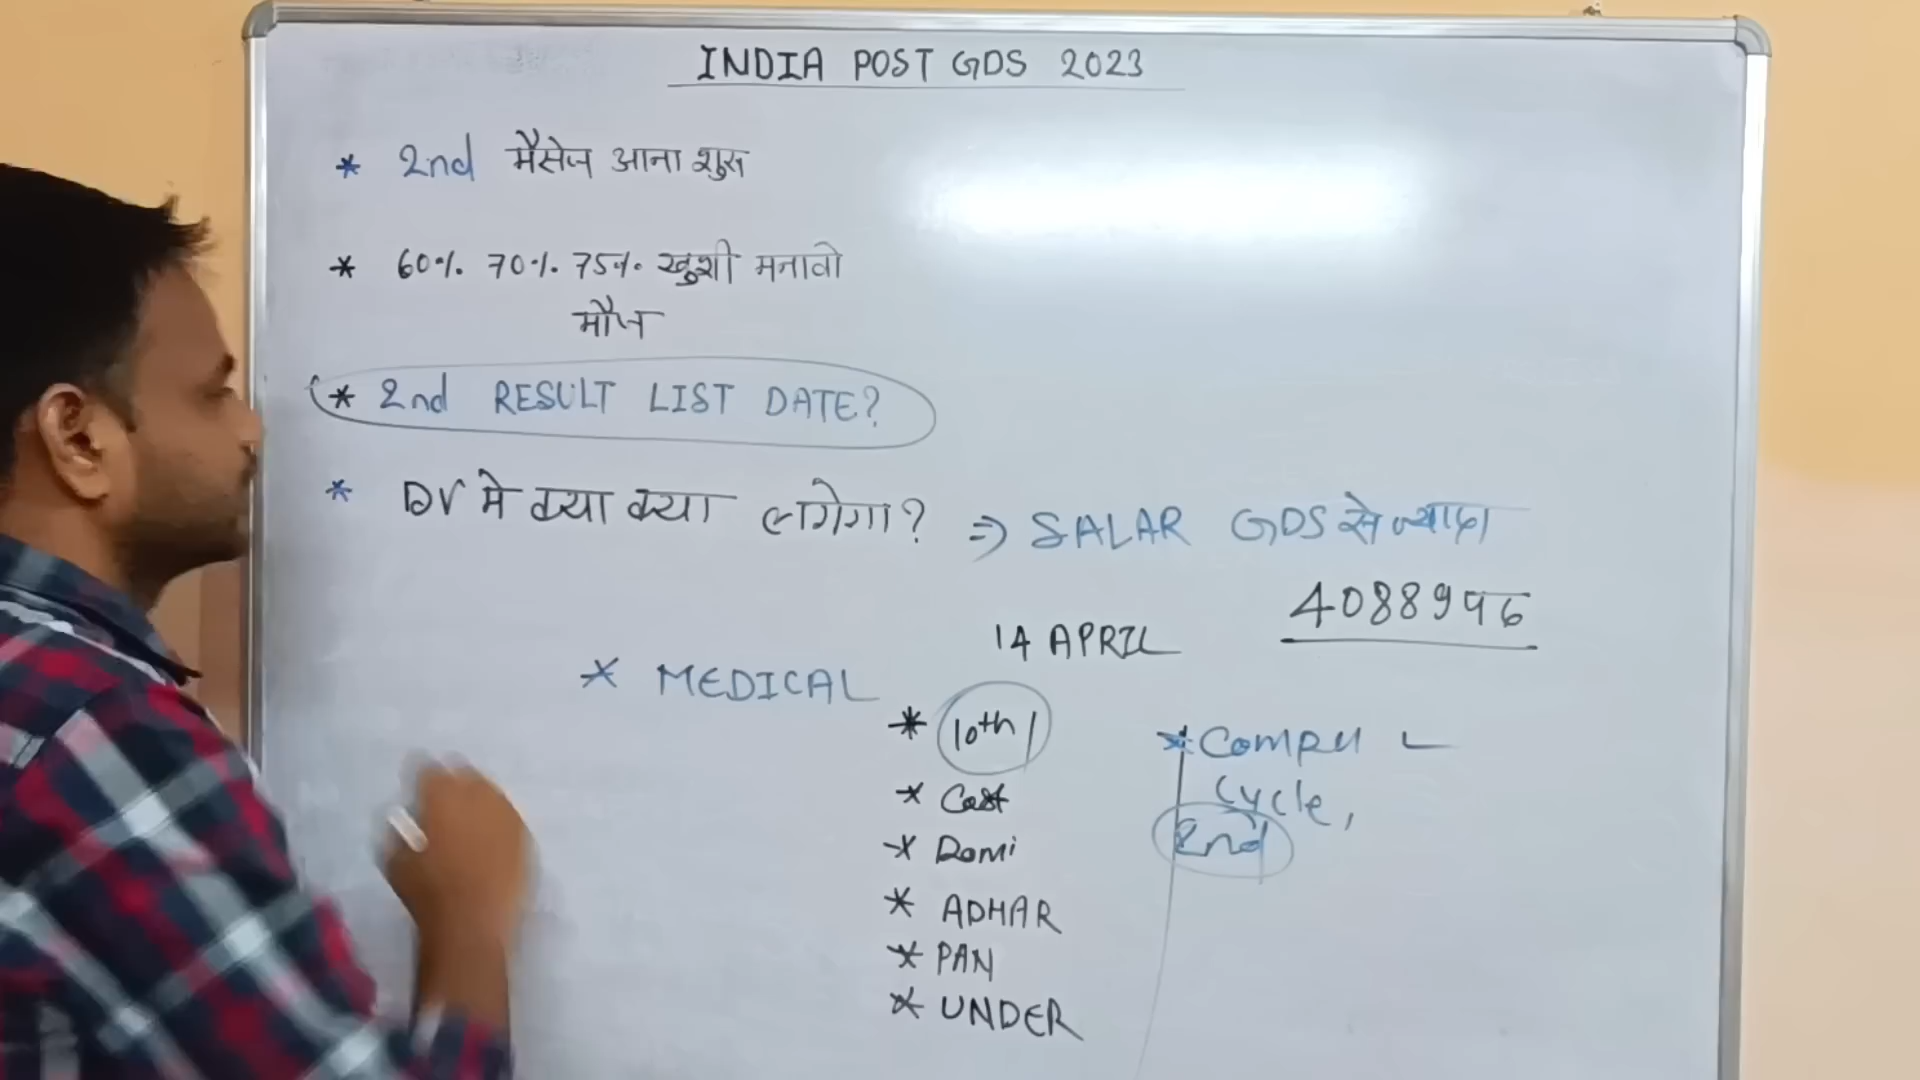 INDIA POST GDS 2023
* 2nd मैसेज आना शुरु
* 60% 70% 75% खुशी मनावो
मौज
* 2nd RESULT LIST DATE?
* DV मे क्या क्या लगेगा? ⇒ SALAR GDS से ज्यादा
4088996
14 APRIL
* MEDICAL
* 10th/
* Cast
* Domi
* ADHAR
* PAN
* UNDER
* COMPU
Cycle,
2nd